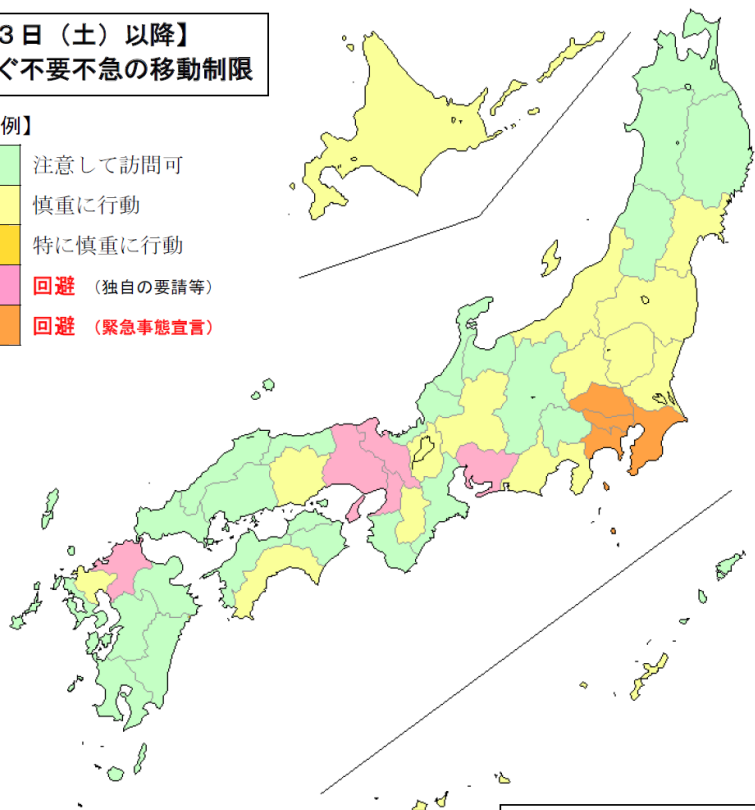 ３日（土）以降】
ぐ不要不急の移動制限
例】
注意して訪問可
慎重に行動
特に慎重に行動
回避（独自の要請等）
回避（緊急事態宣言）